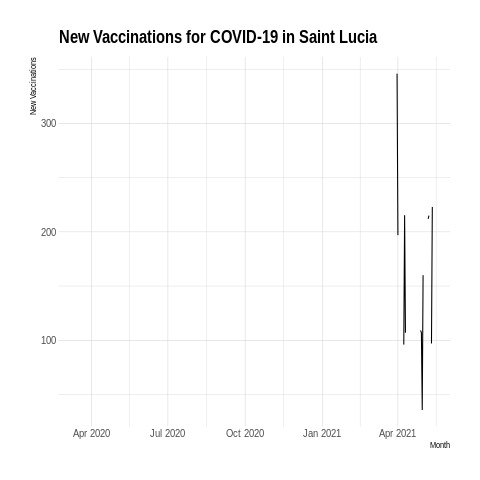 New Vaccinations for COVID-19 in Saint Lucia
New Vaccinations
300
200
100
Apr 2020 Jul 2020 Oct 2020 Jan 2021 Apr 2021
Month